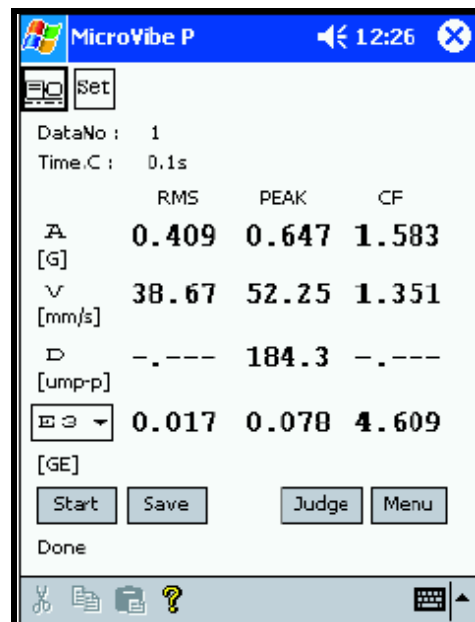 MicroVibe P 12:26
Set
DataNo : 1
Time.C : 0.1s
RMS PEAK CF
A 0.409 0.647 1.583
[G]
V 38.67 52.25 1.351
[mm/s]
D -.--- 184.3 -.---
[ump-p]
E3 0.017 0.078 4.609
[GE]
Start Save Judge Menu
Done